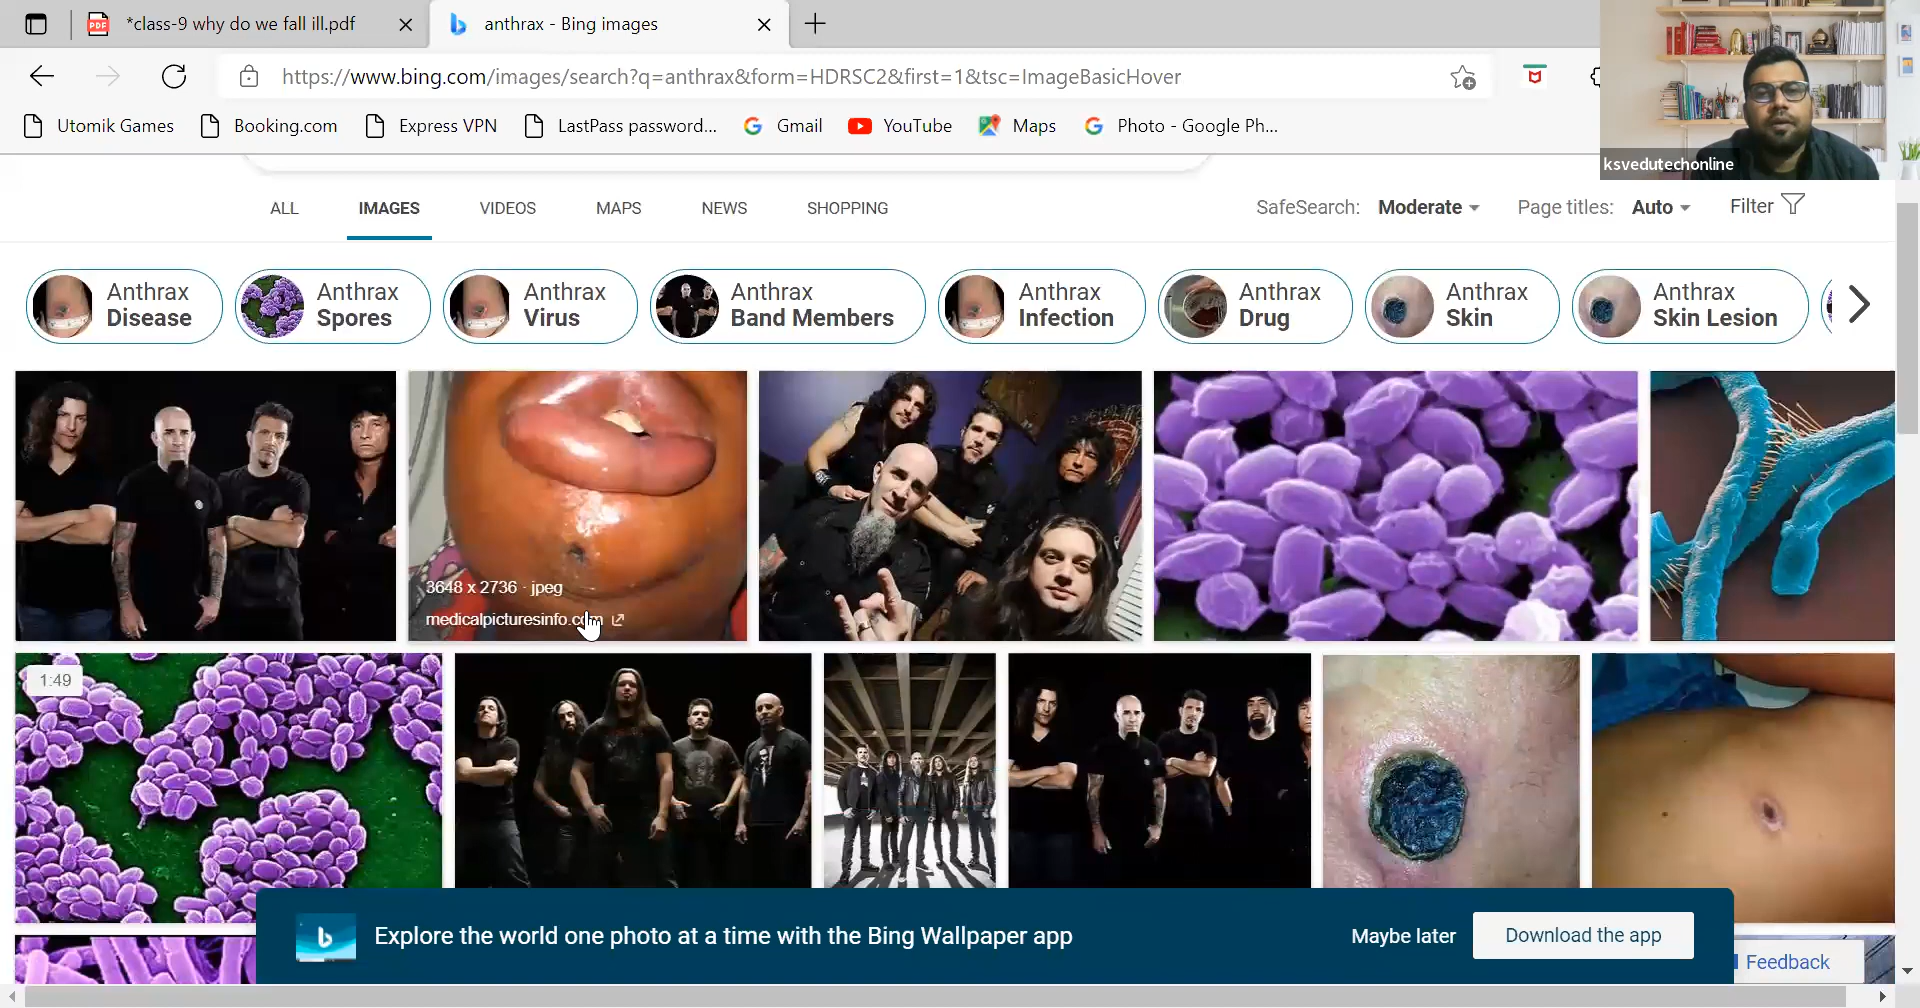 *class-9 why do we fall ill.pdf
anthrax - Bing images
https://www.bing.com/images/search?q=anthrax&form=HDRSC2&first=1&tsc=ImageBasicHover
Utomik Games
Booking.com
Express VPN
LastPass password...
Gmail
YouTube
Maps
Photo - Google Ph...
ksvedutechonline
ALL
IMAGES
VIDEOS
MAPS
NEWS
SHOPPING
SafeSearch: Moderate
Page titles: Auto
Filter
Anthrax
Disease
Anthrax
Spores
Anthrax
Virus
Anthrax
Band Members
Anthrax
Infection
Anthrax
Drug
Anthrax
Skin
Anthrax
Skin Lesion
3648 x 2736 · jpeg
medicalpicturesinfo.com
1:49
Explore the world one photo at a time with the Bing Wallpaper app
Maybe later
Download the app
Feedback